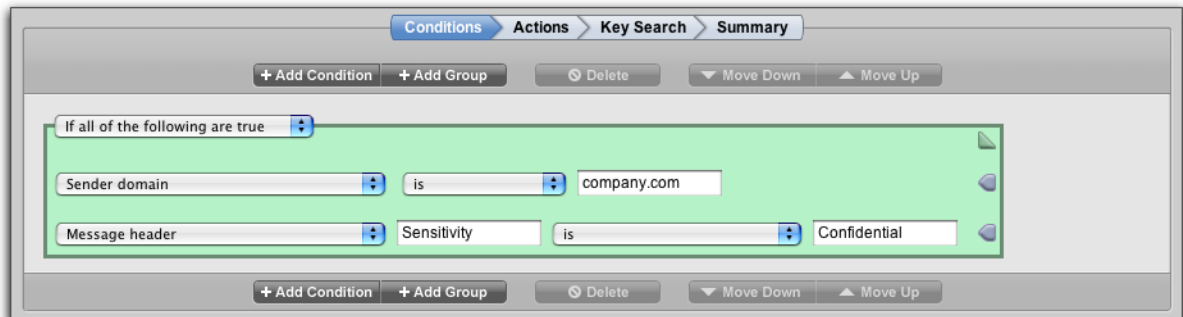 Conditions Actions Key Search Summary
+ Add Condition + Add Group Delete Move Down Move Up
If all of the following are true
Sender domain is company.com
Message header Sensitivity is Confidential
+ Add Condition + Add Group Delete Move Down Move Up